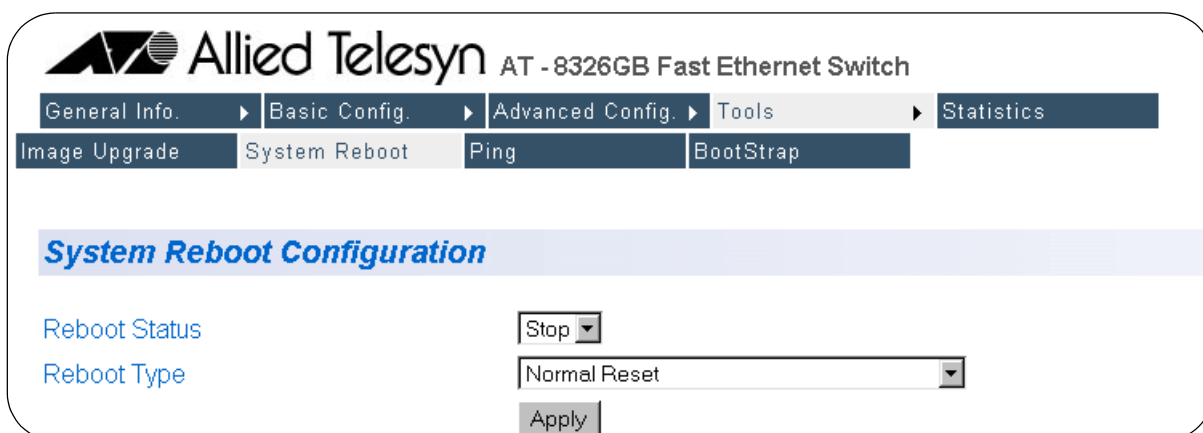 Allied Telesyn AT - 8326GB Fast Ethernet Switch
General Info. Basic Config. Advanced Config. Tools Statistics
Image Upgrade System Reboot Ping BootStrap
System Reboot Configuration
Reboot Status Stop
Reboot Type Normal Reset
Apply